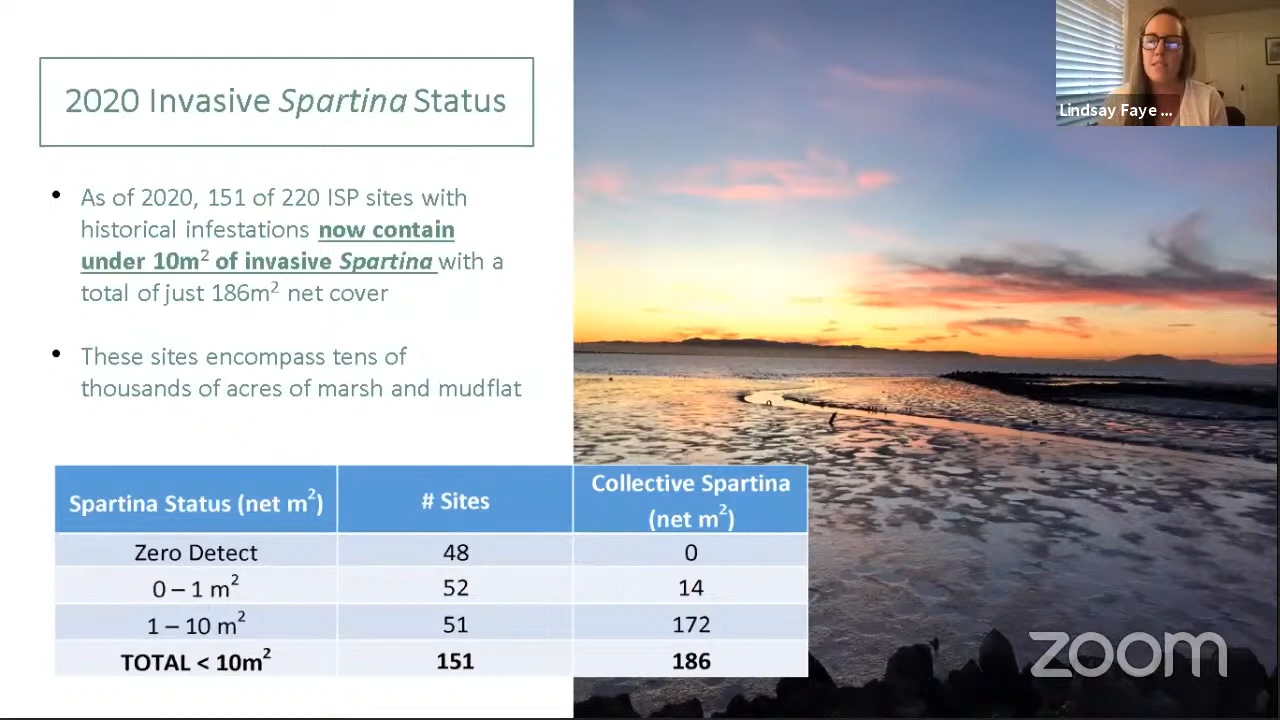 2020 Invasive Spartina Status
• As of 2020, 151 of 220 ISP sites with
historical infestations now contain
under 10m² of invasive Spartina with a
total of just 186m² net cover
• These sites encompass tens of
thousands of acres of marsh and mudflat
Spartina Status (net m²) # Sites Collective Spartina (net m²)
Zero Detect 48 0
0 – 1 m² 52 14
1 – 10 m² 51 172
TOTAL < 10m² 151 186
Lindsay Faye ...
zoom